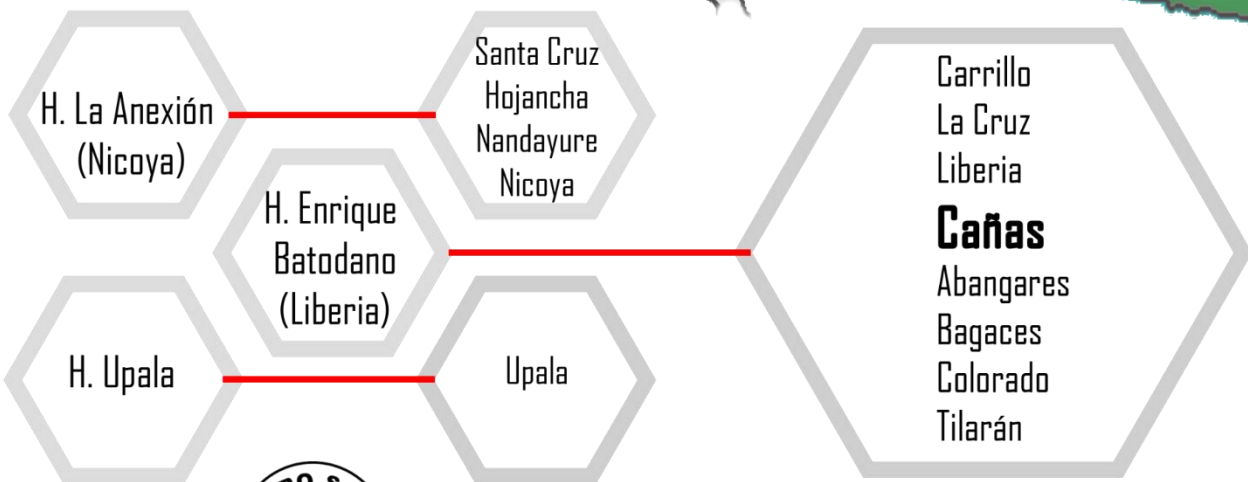 H. La Anexión
(Nicoya)
Santa Cruz
Hojancha
Nandayure
Nicoya
H. Enrique
Batodano
(Liberia)
Carrillo
La Cruz
Liberia
Cañas
Abangares
Bagaces
Colorado
Tilarán
H. Upala
Upala